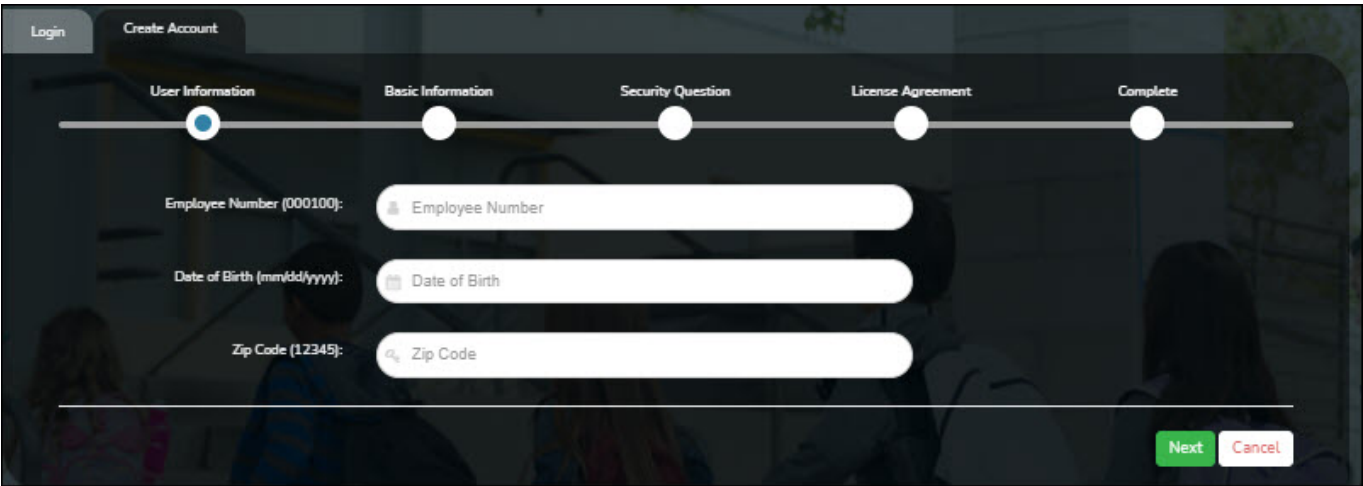 Login
Create Account
User Information
Basic Information
Security Question
License Agreement
Complete
Employee Number (000100):
Employee Number
Date of Birth (mm/dd/yyyy):
Date of Birth
Zip Code (12345):
Zip Code
Next
Cancel